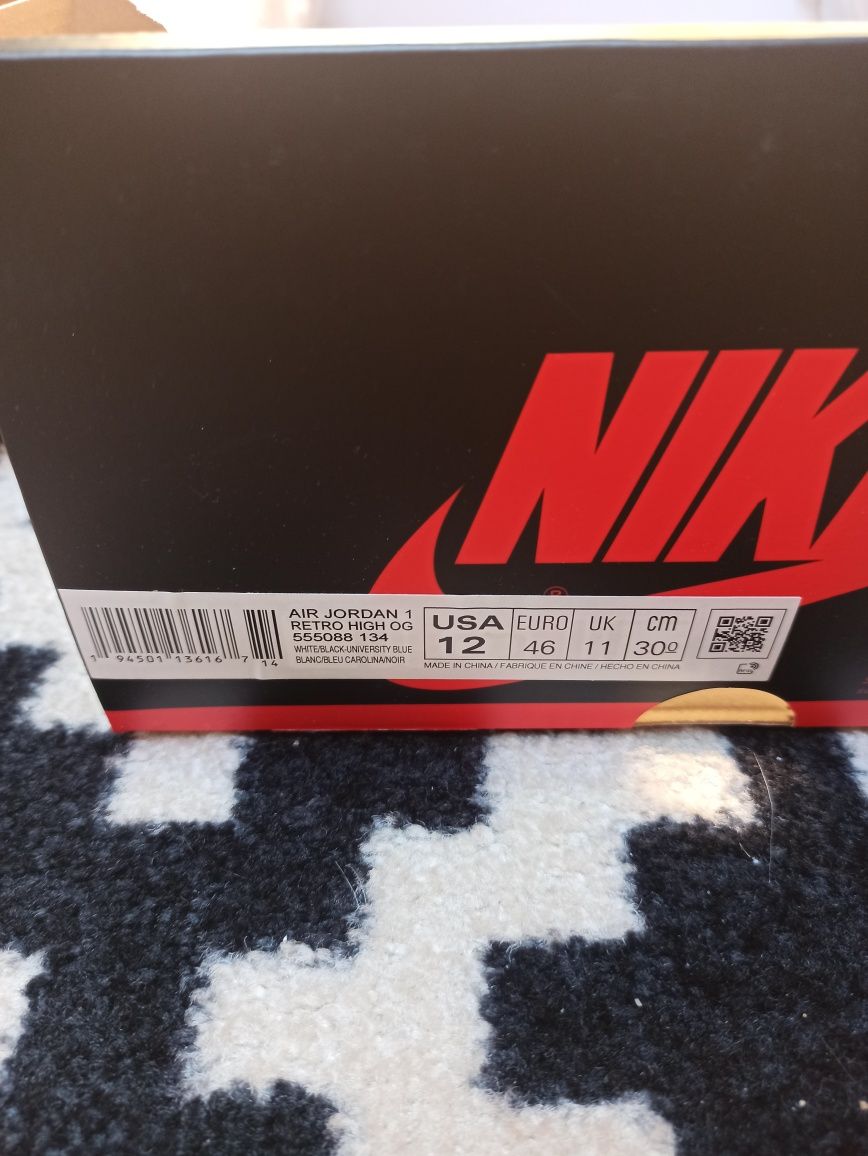 NIK
®
AIR JORDAN 1
RETRO HIGH OG
555088 134
WHITE/BLACK-UNIVERSITY BLUE
BLANC/BLEU CAROLINA/NOIR
1 94501 13616 7 14
USA EURO UK cm
12 46 11 30º
MADE IN CHINA / FABRIQUE EN CHINE / HECHO EN CHINA